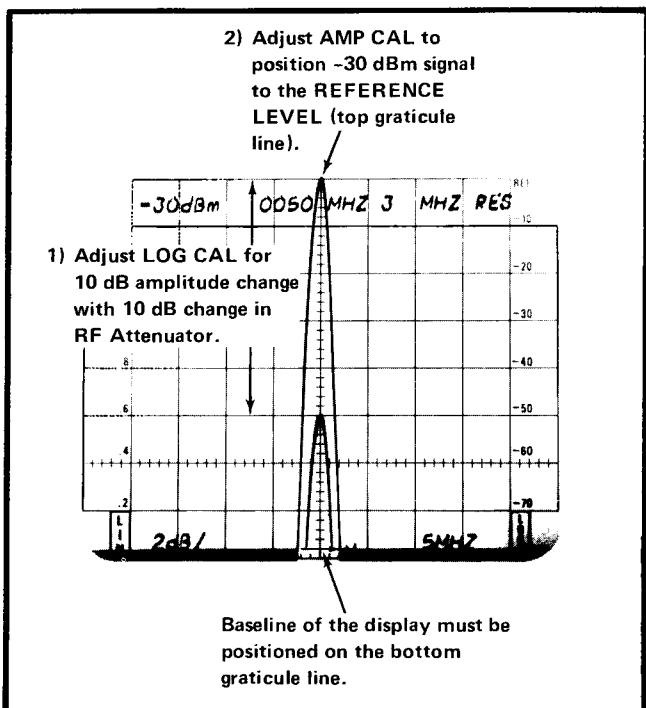 2) Adjust AMP CAL to
position -30 dBm signal
to the REFERENCE
LEVEL (top graticule
line).
-30dBm 0050 MHZ 3 MHZ RES
-10
1) Adjust LOG CAL for
10 dB amplitude change
with 10 dB change in
RF Attenuator.
-20
-30
.8 -40
.6 -50
.4 -60
.2 -70
2dB/ 5MHZ
Baseline of the display must be
positioned on the bottom
graticule line.